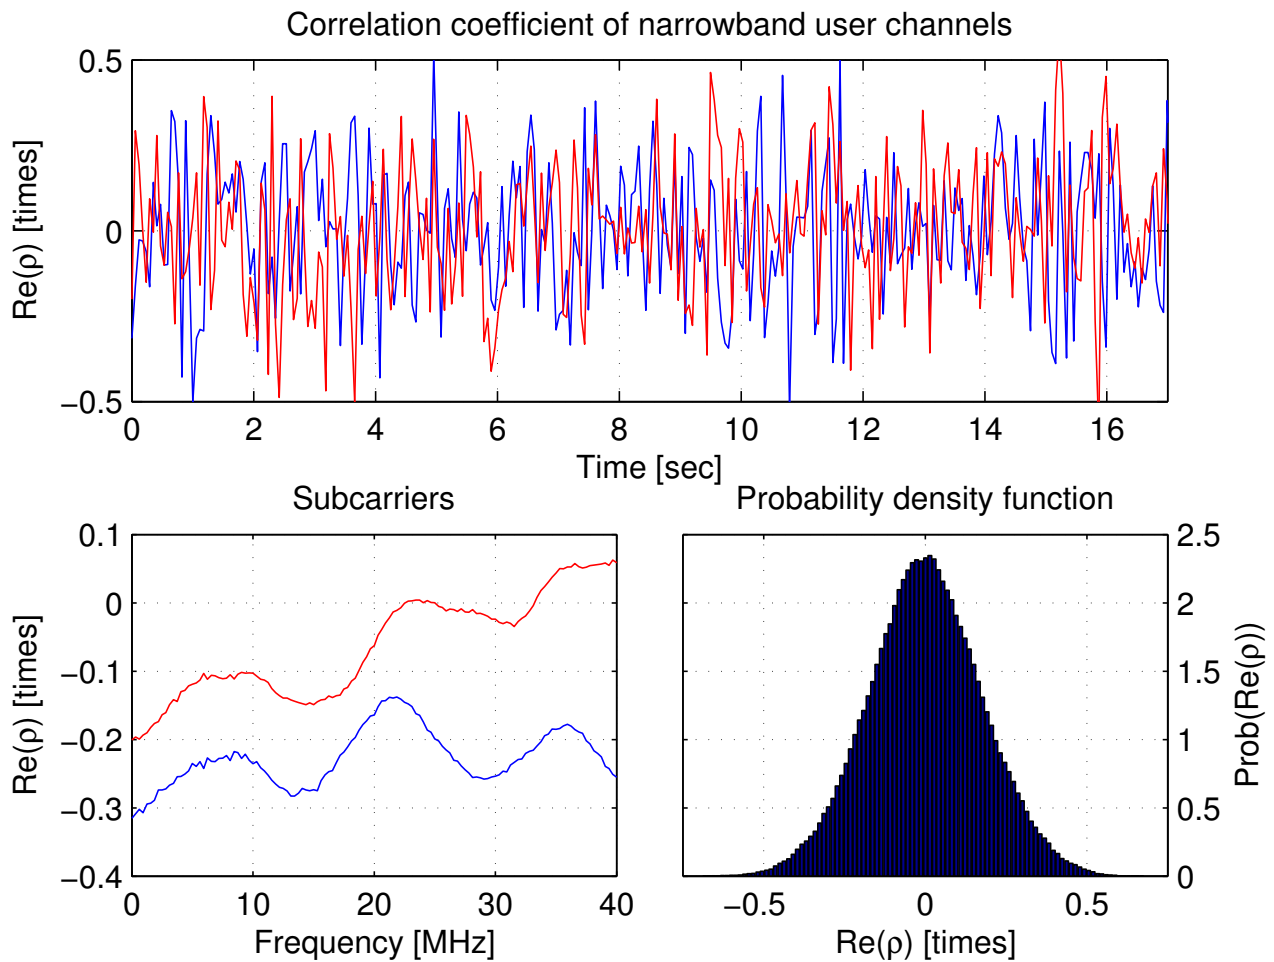 Correlation coefficient of narrowband user channels
Re(ρ) [times]
0.5
0
−0.5
0 2 4 6 8 10 12 14 16
Time [sec]
Subcarriers
Re(ρ) [times]
0.1
0
−0.1
−0.2
−0.3
−0.4
0 10 20 30 40
Frequency [MHz]
Probability density function
2.5
2
1.5
1
0.5
0
Prob(Re(ρ))
−0.5 0 0.5
Re(ρ) [times]